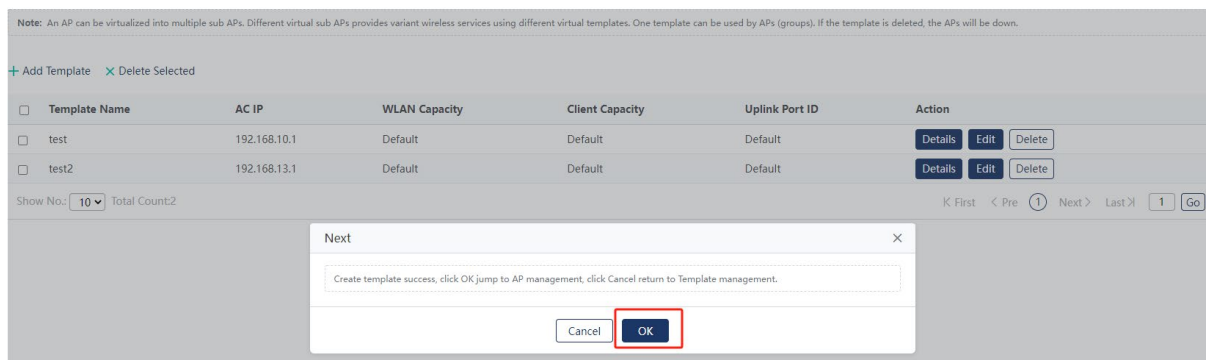 Note: An AP can be virtualized into multiple sub APs. Different virtual sub APs provides variant wireless services using different virtual templates. One template can be used by APs (groups). If the template is deleted, the APs will be down.
+ Add Template X Delete Selected
Template Name AC IP WLAN Capacity Client Capacity Uplink Port ID Action
test 192.168.10.1 Default Default Default Details Edit Delete
test2 192.168.13.1 Default Default Default Details Edit Delete
Show No.: 10 Total Count:2 First < Pre 1 Next > Last 1 Go
Next
Create template success, click OK jump to AP management, click Cancel return to Template management.
Cancel OK